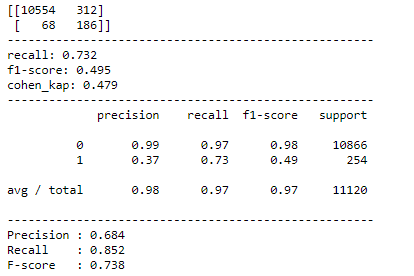 [[10554   312]
 [   68   186]]
-----------------------------------------------------
recall: 0.732
f1-score: 0.495
cohen_kap: 0.479
-----------------------------------------------------
             precision    recall  f1-score   support
          0       0.99      0.97      0.98     10866
          1       0.37      0.73      0.49       254
avg / total       0.98      0.97      0.97     11120
-----------------------------------------------------
Precision : 0.684
Recall    : 0.852
F-score   : 0.738